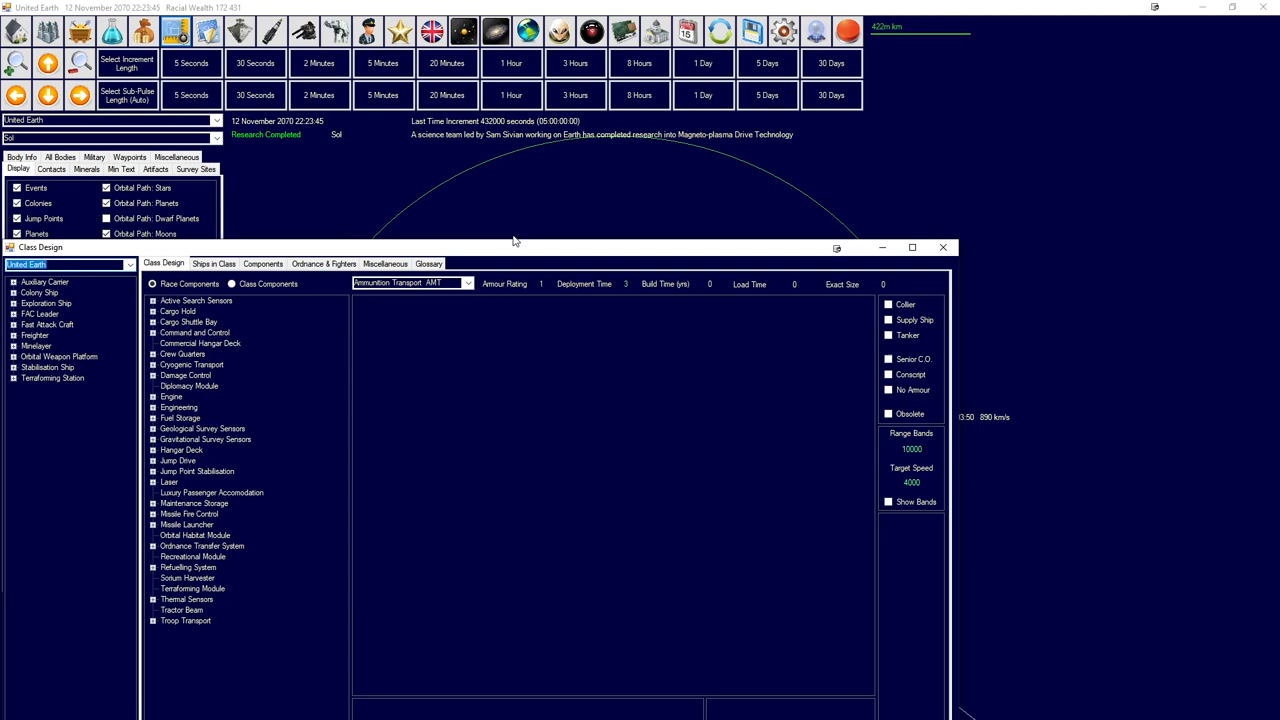 United Earth 12 November 2070 22:23:45 Racial Wealth 172 431
422m km
Select Increment Length
5 Seconds
30 Seconds
2 Minutes
5 Minutes
20 Minutes
1 Hour
3 Hours
8 Hours
1 Day
5 Days
30 Days
Select Sub-Pulse Length (Auto)
5 Seconds
30 Seconds
2 Minutes
5 Minutes
20 Minutes
1 Hour
3 Hours
8 Hours
1 Day
5 Days
30 Days
United Earth
12 November 2070 22:23:45
Last Time Increment 432000 seconds (05:00:00:00)
Sol
Research Completed
Sol
A science team led by Sam Sivian working on Earth has completed research into Magneto-plasma Drive Technology
Body Info All Bodies Military Waypoints Miscellaneous
Display Contacts Minerals Min Text Artifacts Survey Sites
Events
Orbital Path: Stars
Colonies
Orbital Path: Planets
Jump Points
Orbital Path: Dwarf Planets
Planets
Orbital Path: Moons
Class Design
United Earth
Class Design Ships in Class Components Ordnance & Fighters Miscellaneous Glossary
Auxiliary Carrier
Colony Ship
Exploration Ship
FAC Leader
Fast Attack Craft
Freighter
Minelayer
Orbital Weapon Platform
Stabilisation Ship
Terraforming Station
Race Components
Class Components
Ammunition Transport AMT
Amour Rating 1
Deployment Time 3
Build Time (yrs) 0
Load Time 0
Exact Size 0
Active Search Sensors
Cargo Hold
Cargo Shuttle Bay
Command and Control
Commercial Hangar Deck
Crew Quarters
Cryogenic Transport
Damage Control
Diplomacy Module
Engine
Engineering
Fuel Storage
Geological Survey Sensors
Gravitational Survey Sensors
Hangar Deck
Jump Drive
Jump Point Stabilisation
Laser
Luxury Passenger Accomodation
Maintenance Storage
Missile Fire Control
Missile Launcher
Orbital Habitat Module
Ordnance Transfer System
Recreational Module
Refuelling System
Sorium Harvester
Terraforming Module
Thermal Sensors
Tractor Beam
Troop Transport
Collier
Supply Ship
Tanker
Senior C.O.
Conscript
No Armour
Obsolete
Range Bands
10000
Target Speed
4000
Show Bands
3:50 890 km/s